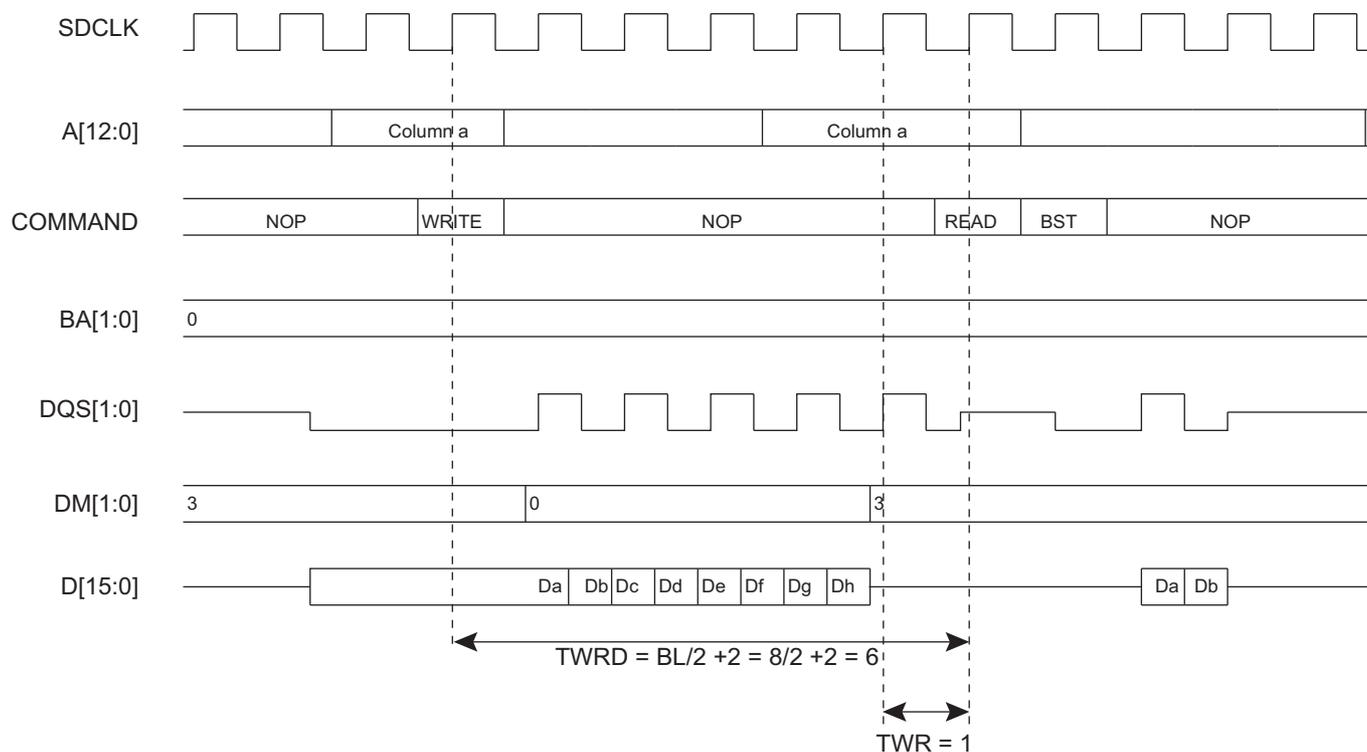 SDCLK
A[12:0] Column a Column a
COMMAND NOP WRITE NOP READ BST NOP
BA[1:0] 0
DQS[1:0]
DM[1:0] 3 0 3
D[15:0] Da Db Dc Dd De Df Dg Dh Da Db
TWRD = BL/2 +2 = 8/2 +2 = 6
TWR = 1